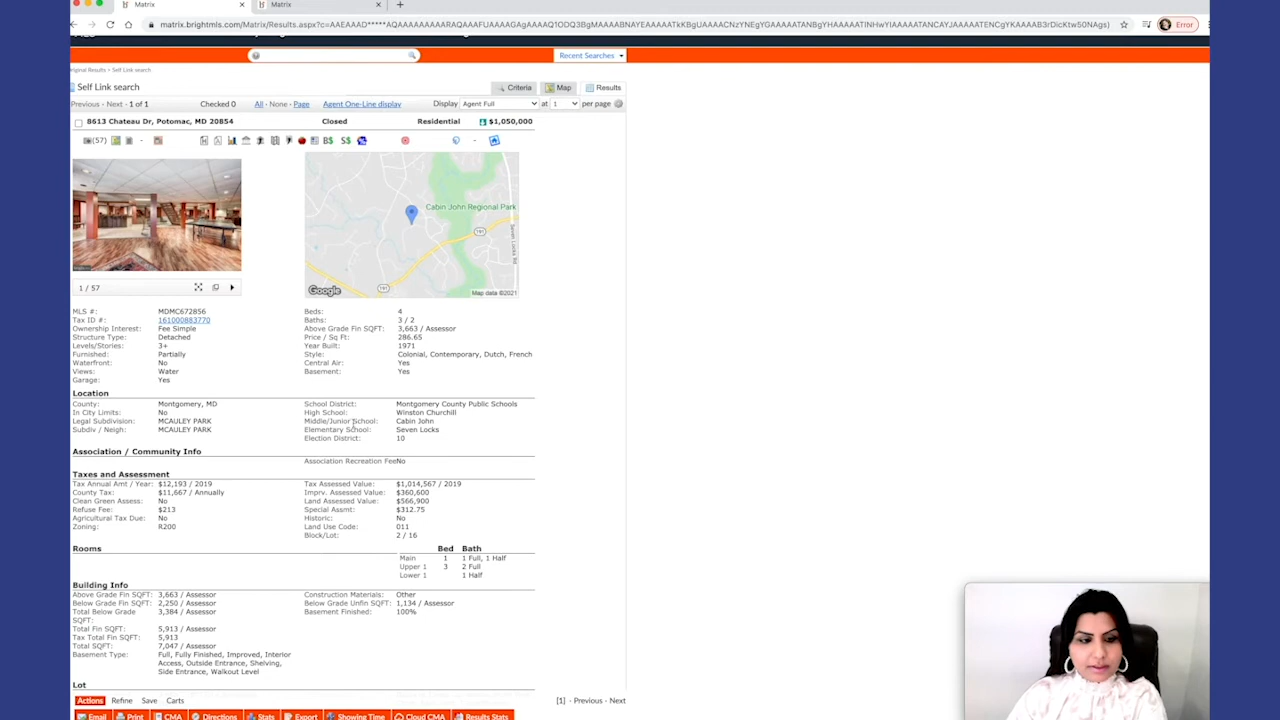 Matrix
Matrix
matrix.brightmls.com/Matrix/Results.aspx?c=
Error
Recent Searches
Original Results > Self Link search
Self Link search
Criteria Map Results
Previous · Next · 1 of 1 Checked 0 All · None · Page Agent One-Line display Display Agent Full at 1 per page
8613 Chateau Dr, Potomac, MD 20854 Closed Residential $1,050,000
(57) B$ S$
Cabin John Regional Park
191
Seven Locks Rd
191
Google Map data ©2021
1 / 57
MLS #: MDMC672856 Beds: 4
Tax ID #: 161000883770 Baths: 3 / 2
Ownership Interest: Fee Simple Above Grade Fin SQFT: 3,663 / Assessor
Structure Type: Detached Price / Sq Ft: 286.65
Levels/Stories: 3+ Year Built: 1971
Furnished: Partially Style: Colonial, Contemporary, Dutch, French
Waterfront: No Central Air: Yes
Views: Water Basement: Yes
Garage: Yes
Location
County: Montgomery, MD School District: Montgomery County Public Schools
In City Limits: No High School: Winston Churchill
Legal Subdivision: MCAULEY PARK Middle/Junior School: Cabin John
Subdiv / Neigh: MCAULEY PARK Elementary School: Seven Locks
Election District: 10
Association / Community Info
Association Recreation Fee No
Taxes and Assessment
Tax Annual Amt / Year: $12,193 / 2019 Tax Assessed Value: $1,014,567 / 2019
County Tax: $11,667 / Annually Imprv. Assessed Value: $360,600
Clean Green Assess: No Land Assessed Value: $566,900
Refuse Fee: $213 Special Assmt: $312.75
Agricultural Tax Due: No Historic: No
Zoning: R200 Land Use Code: 011
Block/Lot: 2 / 16
Rooms Bed Bath
Main 1 1 Full, 1 Half
Upper 1 3 2 Full
Lower 1 1 Half
Building Info
Above Grade Fin SQFT: 3,663 / Assessor Construction Materials: Other
Below Grade Fin SQFT: 2,250 / Assessor Below Grade Unfin SQFT: 1,134 / Assessor
Total Below Grade SQFT: 3,384 / Assessor Basement Finished: 100%
Total Fin SQFT: 5,913 / Assessor
Tax Total Fin SQFT: 5,913
Total SQFT: 7,047 / Assessor
Basement Type: Full, Fully Finished, Improved, Interior
Access, Outside Entrance, Shelving,
Side Entrance, Walkout Level
Lot
Actions Refine Save Carts [1] · Previous · Next
Email Print CMA Directions Stats Export Showing Time Cloud CMA Results Stats